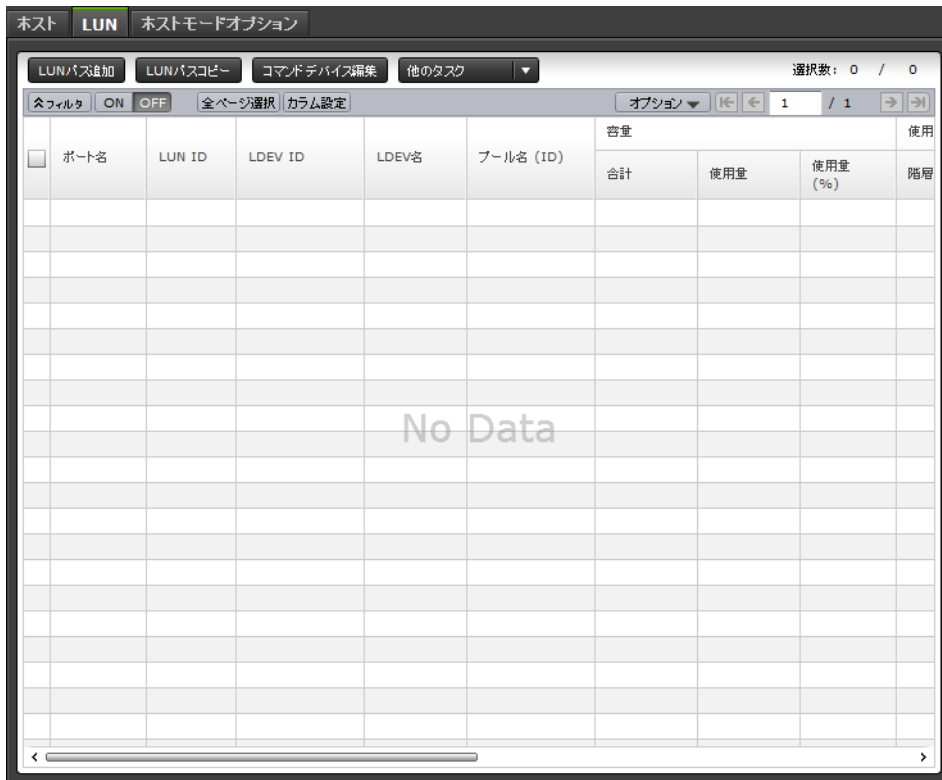 ホスト LUN ホストモードオプション
LUNパス追加 LUNパスコピー コマンドデバイス編集 他のタスク 選択数: 0 / 0
フィルタ ON OFF 全ページ選択 カラム設定 オプション 1 / 1
ポート名 LUN ID LDEV ID LDEV名 プール名 (ID) 容量 使用
合計 使用量 使用量 階層
(%)
No Data